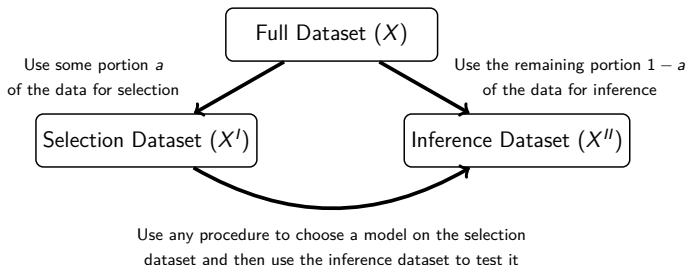 Full Dataset (X)
Use some portion a
of the data for selection
Use the remaining portion 1 − a
of the data for inference
Selection Dataset (X^I)
Inference Dataset (X^II)
Use any procedure to choose a model on the selection
dataset and then use the inference dataset to test it